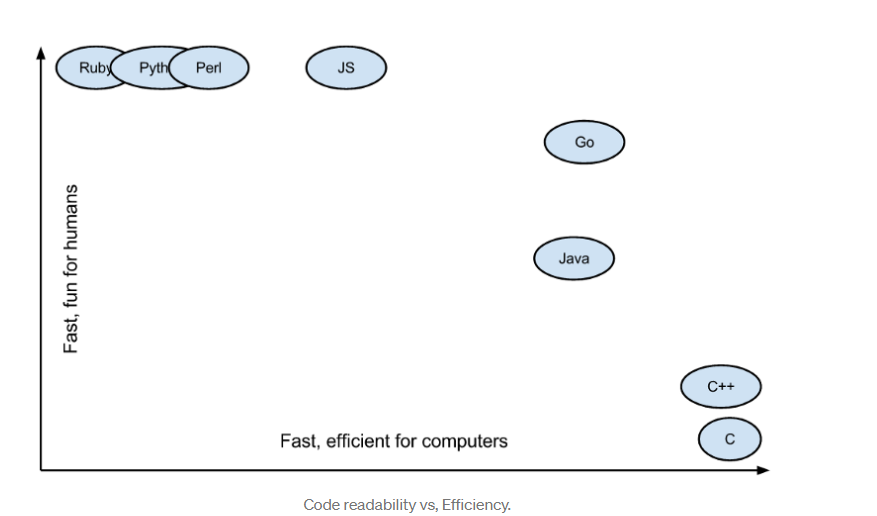 Ruby
Pyth
Perl
JS
Go
Java
Fast, fun for humans
C++
C
Fast, efficient for computers
Code readability vs, Efficiency.